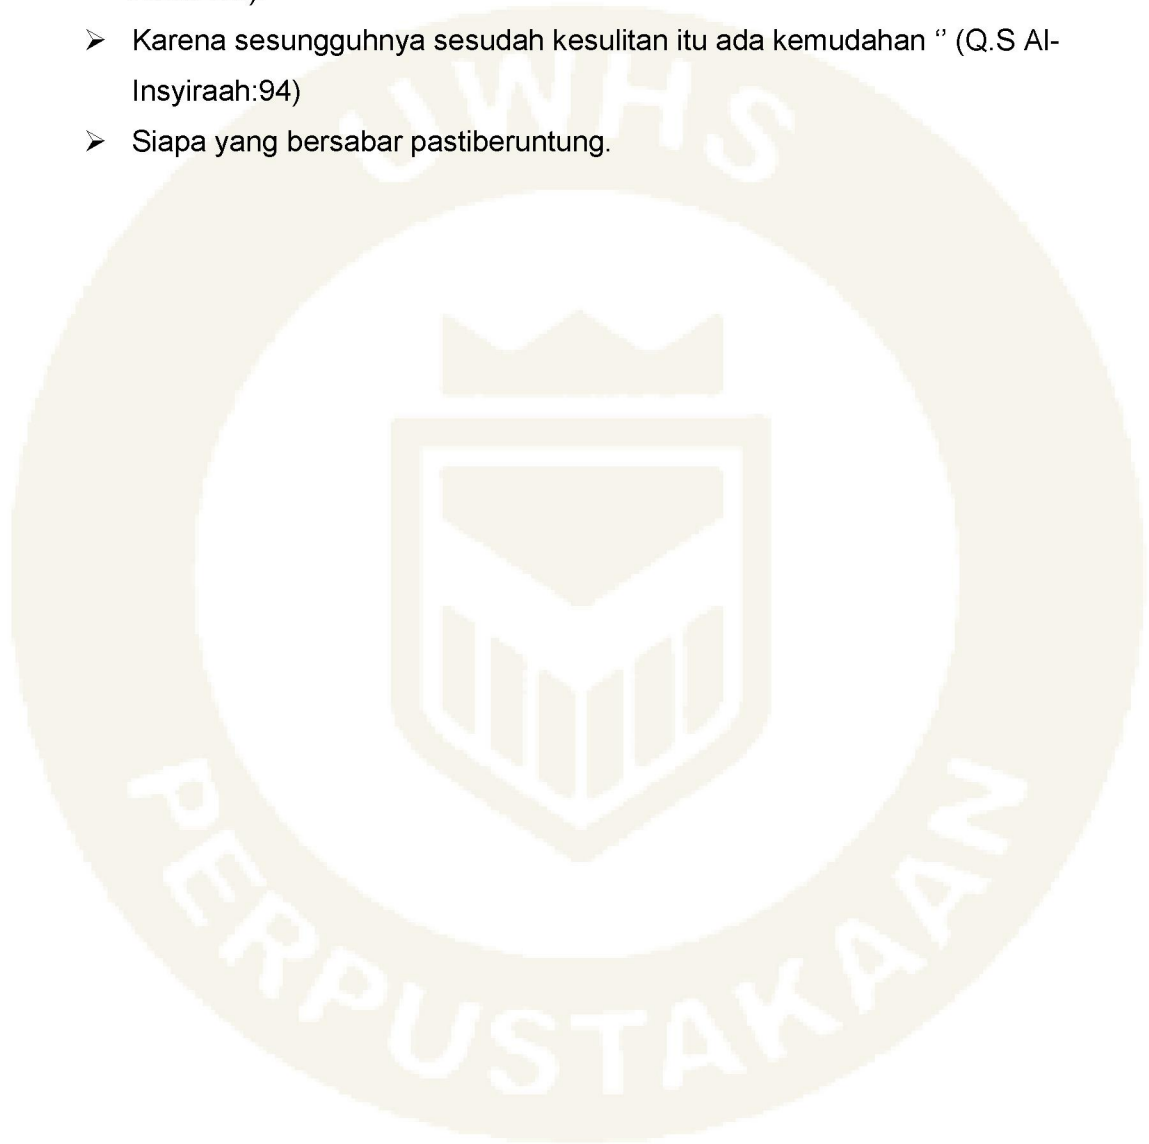 ➢ Karena sesungguhnya sesudah kesulitan itu ada kemudahan “ (Q.S Al-
Insyiraah:94)
➢ Siapa yang bersabar pastiberuntung.
UWHS
PERPUSTAKAAN